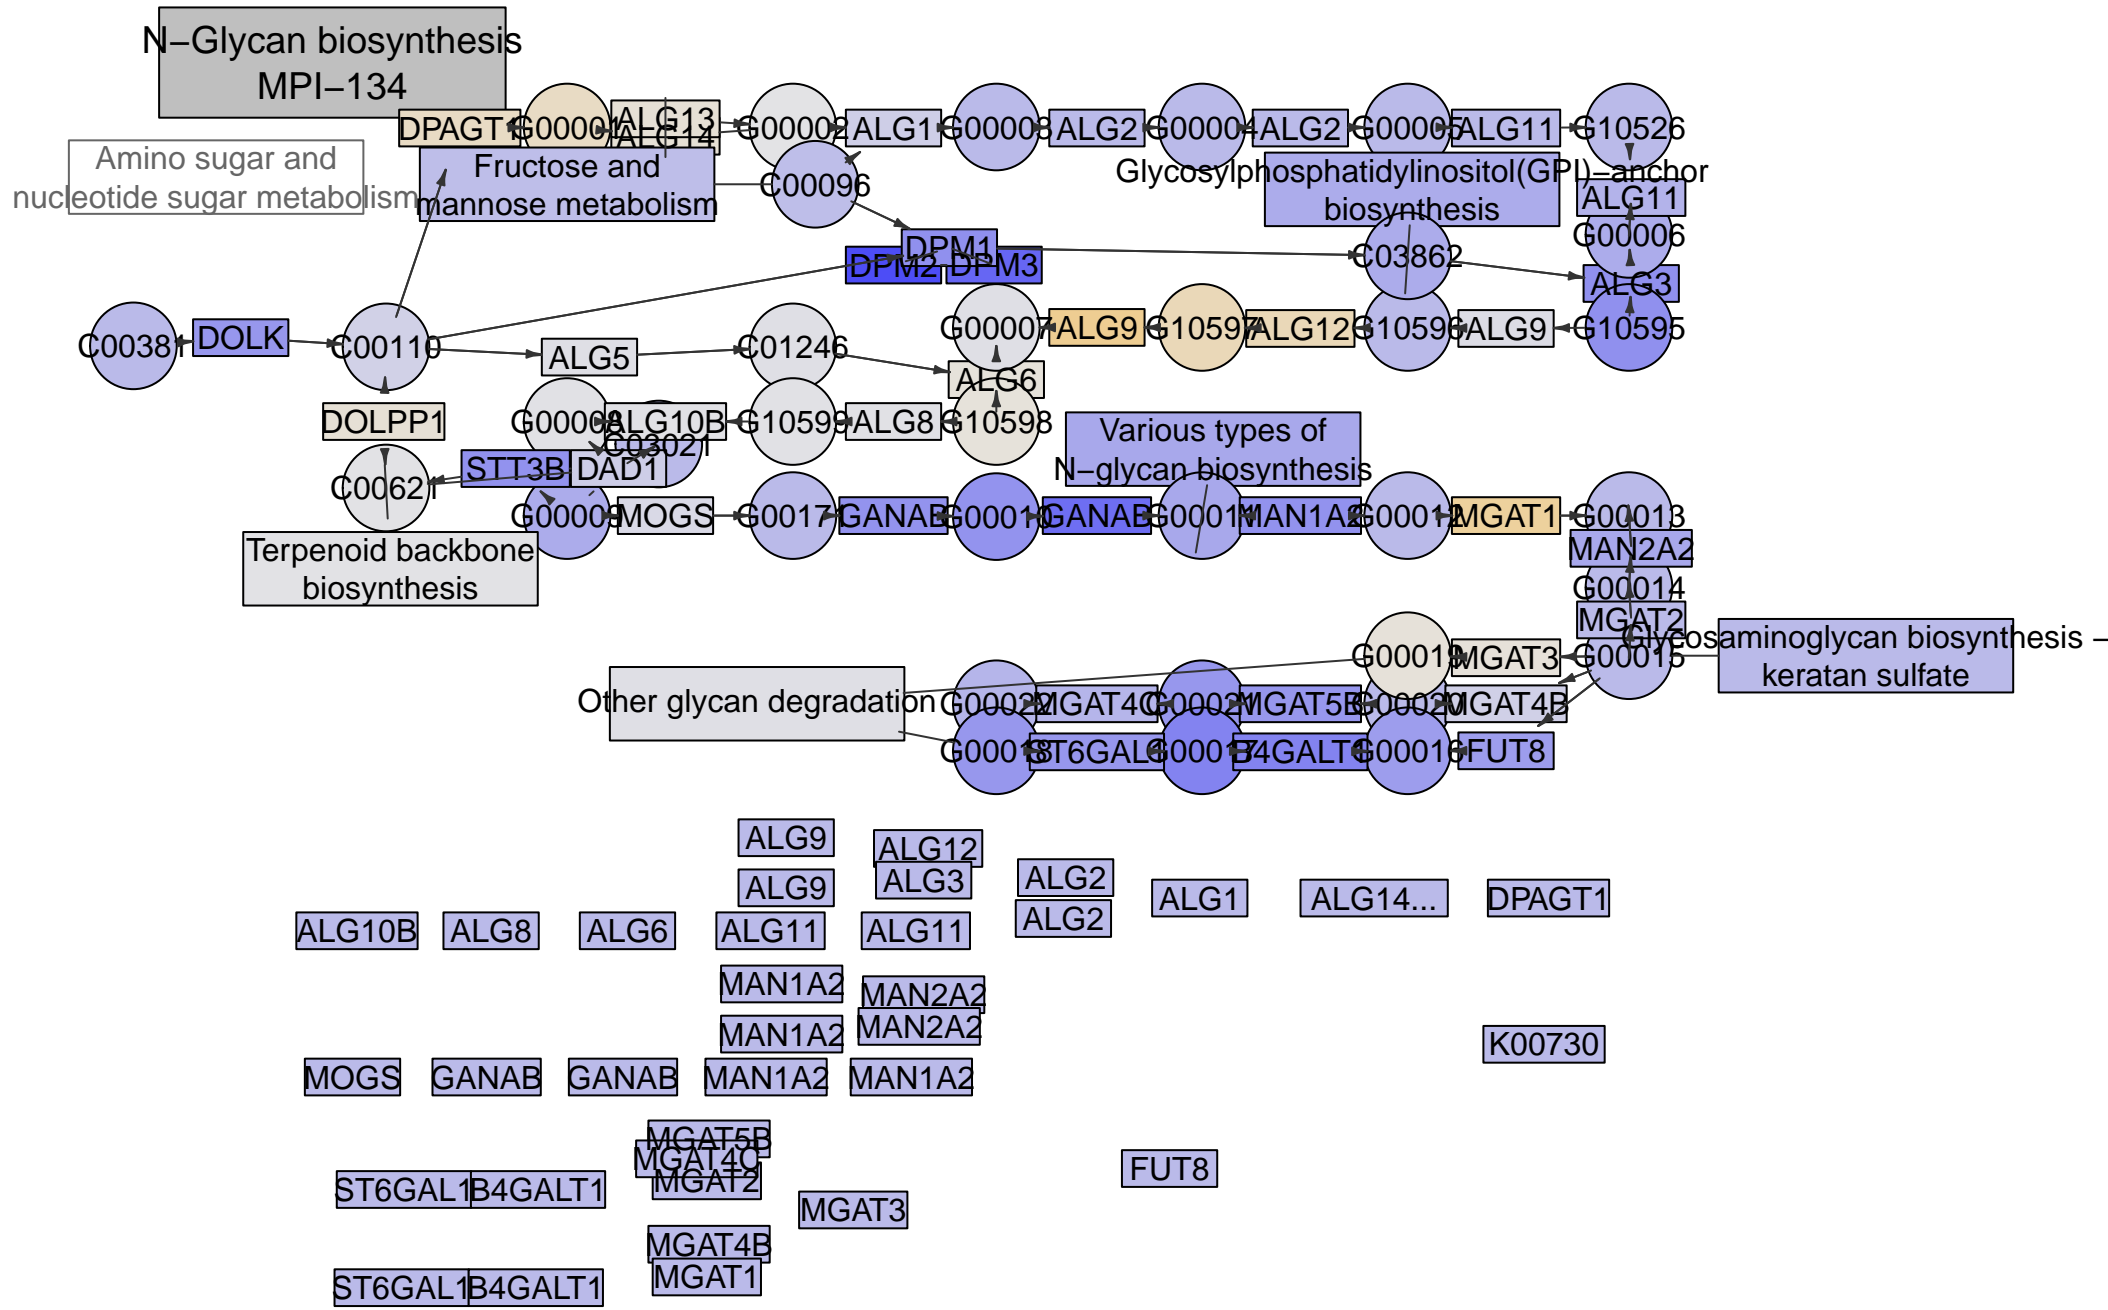 N–Glycan biosynthesis
MPI–134
DPAGT1
G00001
ALG13
ALG14
G00002
ALG1
G00003
ALG2
G00004
ALG2
G00005
ALG11
G10526
Amino sugar and
nucleotide sugar metabolism
Fructose and
mannose metabolism
C00096
Glycosylphosphatidylinositol(GPI)–anchor
biosynthesis
ALG11
G00006
DPM1
DPM2
DPM3
C03862
ALG3
C00381
DOLK
C00110
ALG5
C01246
G00007
ALG9
G10597
ALG12
G10596
ALG9
G10595
ALG6
DOLPP1
G00008
ALG10B
C03021
G10599
ALG8
G10598
Various types of
N–glycan biosynthesis
C00621
STT3B
DAD1
G00009
MOGS
G00171
GANAB
G00010
GANAB
G00011
MAN1A2
G00012
MGAT1
G00013
MAN2A2
Terpenoid backbone
biosynthesis
G00014
MGAT2
G00015
Glycosaminoglycan biosynthesis –
keratan sulfate
G00019
MGAT3
Other glycan degradation
G00022
MGAT4C
G00021
MGAT5B
G00020
MGAT4B
G00018
ST6GAL1
G00017
B4GALT1
G00016
FUT8
ALG9
ALG12
ALG9
ALG3
ALG2
ALG1
ALG14...
DPAGT1
ALG10B
ALG8
ALG6
ALG11
ALG11
ALG2
MAN1A2
MAN2A2
MAN1A2
MAN2A2
K00730
MOGS
GANAB
GANAB
MAN1A2
MAN1A2
MGAT5B
MGAT4C
MGAT2
FUT8
ST6GAL1
B4GALT1
MGAT3
MGAT4B
MGAT1
ST6GAL1
B4GALT1